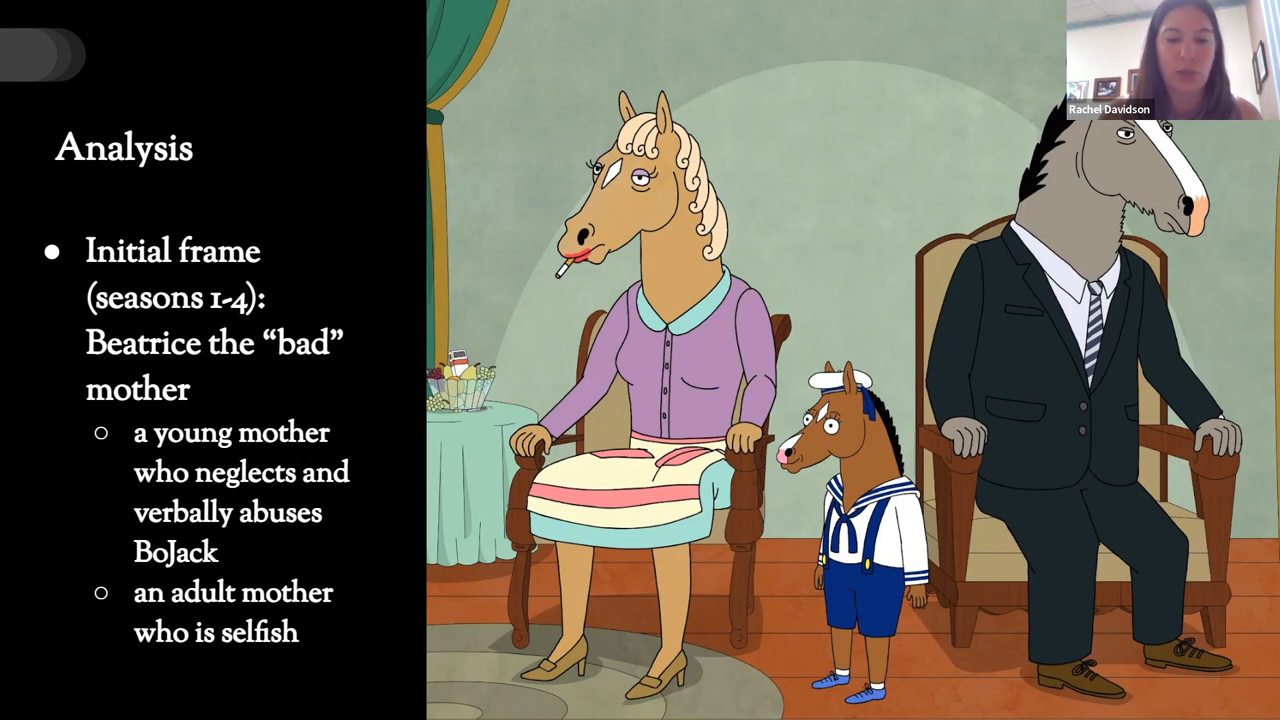 Analysis
● Initial frame
(seasons 1-4):
Beatrice the “bad”
mother
○ a young mother
who neglects and
verbally abuses
BoJack
○ an adult mother
who is selfish
Rachel Davidson